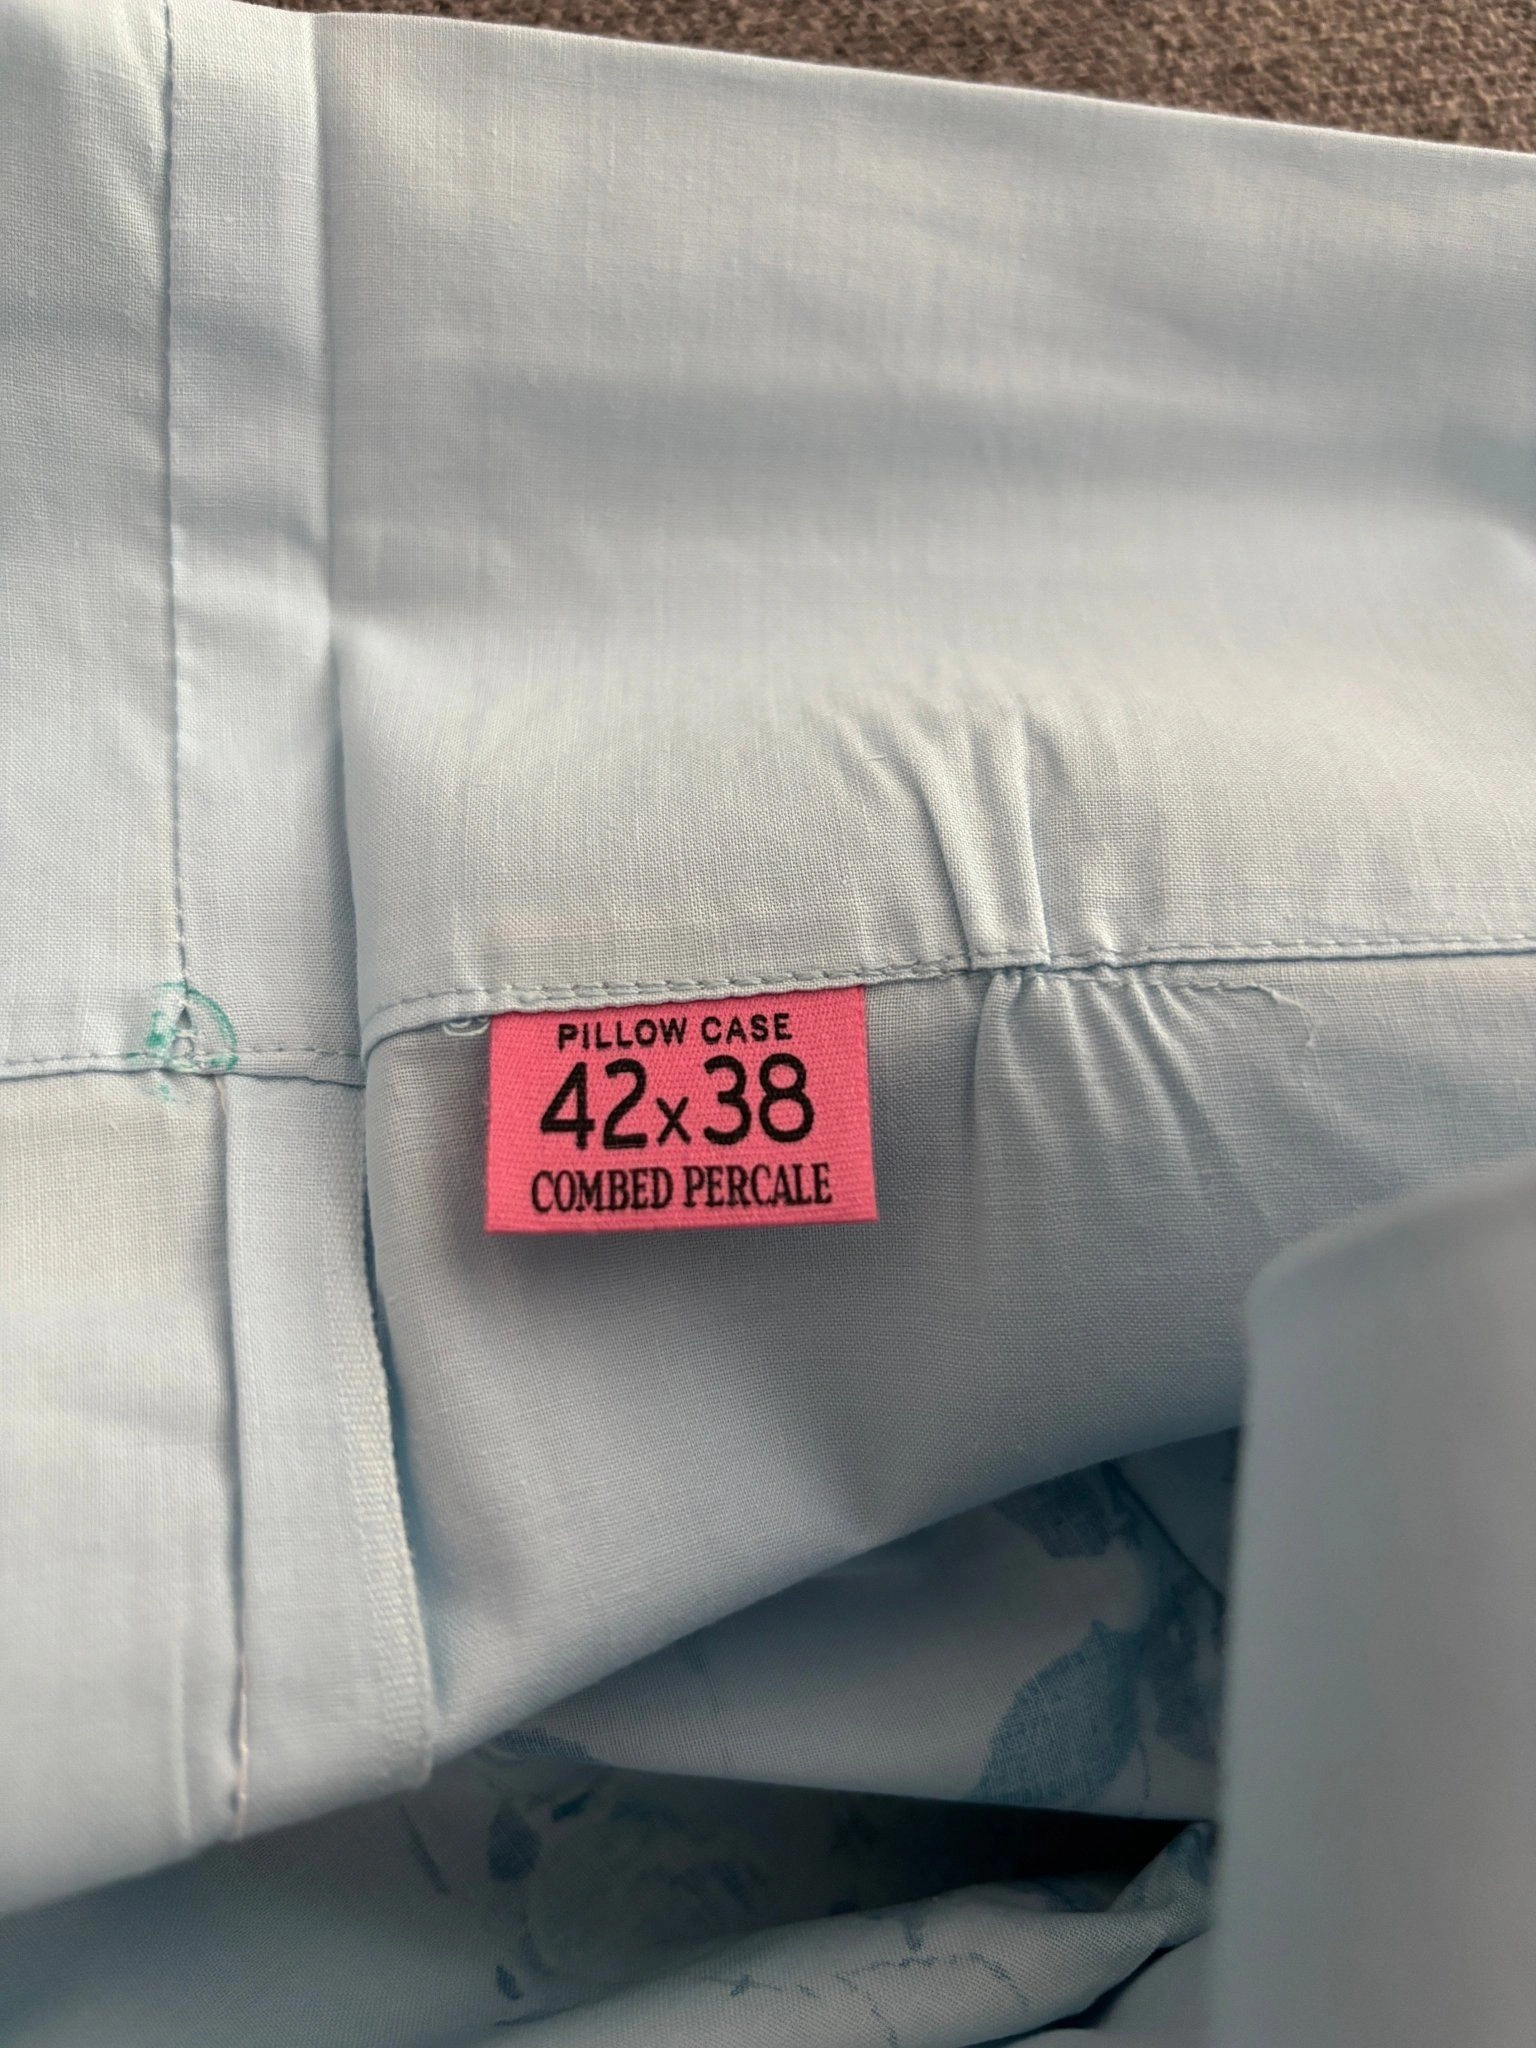 PILLOW CASE
42x38
COMBED PERCALE